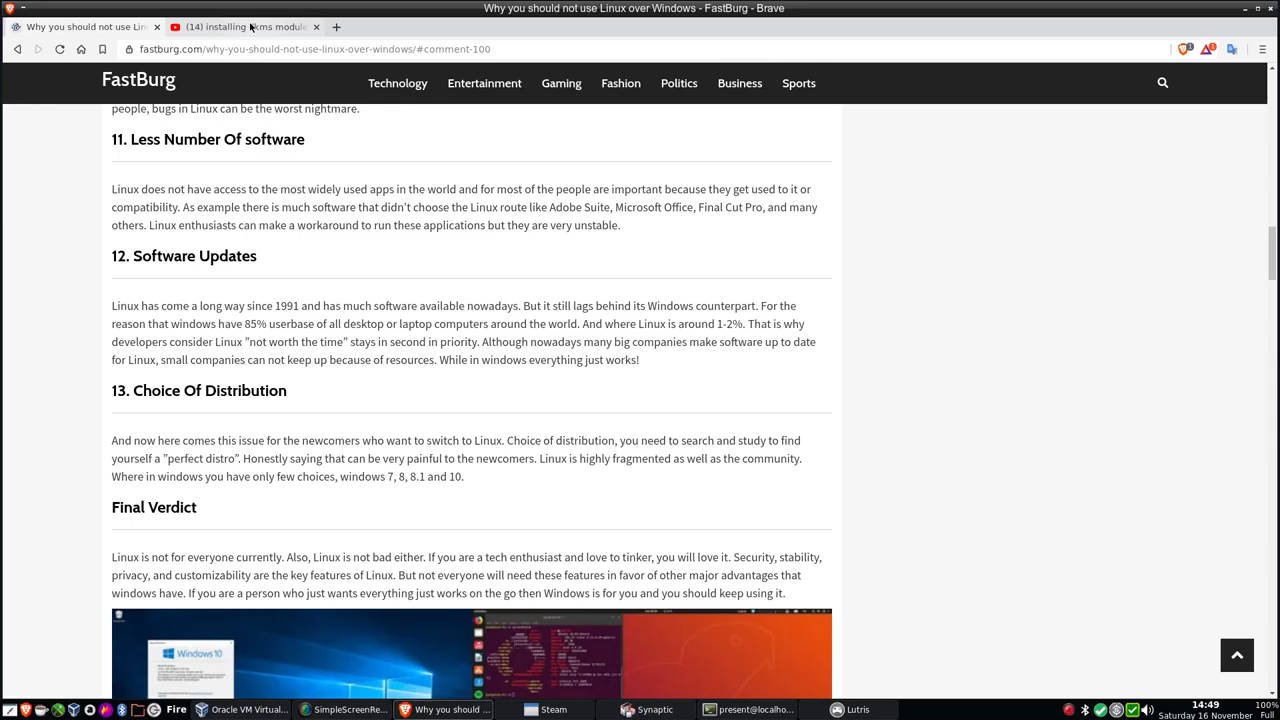 Why you should not use Linux over Windows - FastBurg - Brave
Why you should not use Lin
(14) installing
kms module
fastburg.com/why-you-should-not-use-linux-over-windows/#comment-100
FastBurg
Technology
Entertainment
Gaming
Fashion
Politics
Business
Sports
people, bugs in Linux can be the worst nightmare.
11. Less Number Of software
Linux does not have access to the most widely used apps in the world and for most of the people are important because they get used to it or
compatibility. As example there is much software that didn't choose the Linux route like Adobe Suite, Microsoft Office, Final Cut Pro, and many
others. Linux enthusiasts can make a workaround to run these applications but they are very unstable.
12. Software Updates
Linux has come a long way since 1991 and has much software available nowadays. But it still lags behind its Windows counterpart. For the
reason that windows have 85% userbase of all desktop or laptop computers around the world. And where Linux is around 1-2%. That is why
developers consider Linux "not worth the time" stays in second in priority. Although nowadays many big companies make software up to date
for Linux, small companies can not keep up because of resources. While in windows everything just works!
13. Choice Of Distribution
And now here comes this issue for the newcomers who want to switch to Linux. Choice of distribution, you need to search and study to find
yourself a "perfect distro". Honestly saying that can be very painful to the newcomers. Linux is highly fragmented as well as the community.
Where in windows you have only few choices, windows 7, 8, 8.1 and 10.
Final Verdict
Linux is not for everyone currently. Also, Linux is not bad either. If you are a tech enthusiast and love to tinker, you will love it. Security, stability,
privacy, and customizability are the key features of Linux. But not everyone will need these features in favor of other major advantages that
windows have. If you are a person who just wants everything just works on the go then Windows is for you and you should keep using it.
Windows 10
Fire
Oracle VM Virtual...
SimpleScreenRe...
Why you should ...
Steam
Synaptic
present@localho...
Lutris
14:49
Saturday 16 November
100%
Full